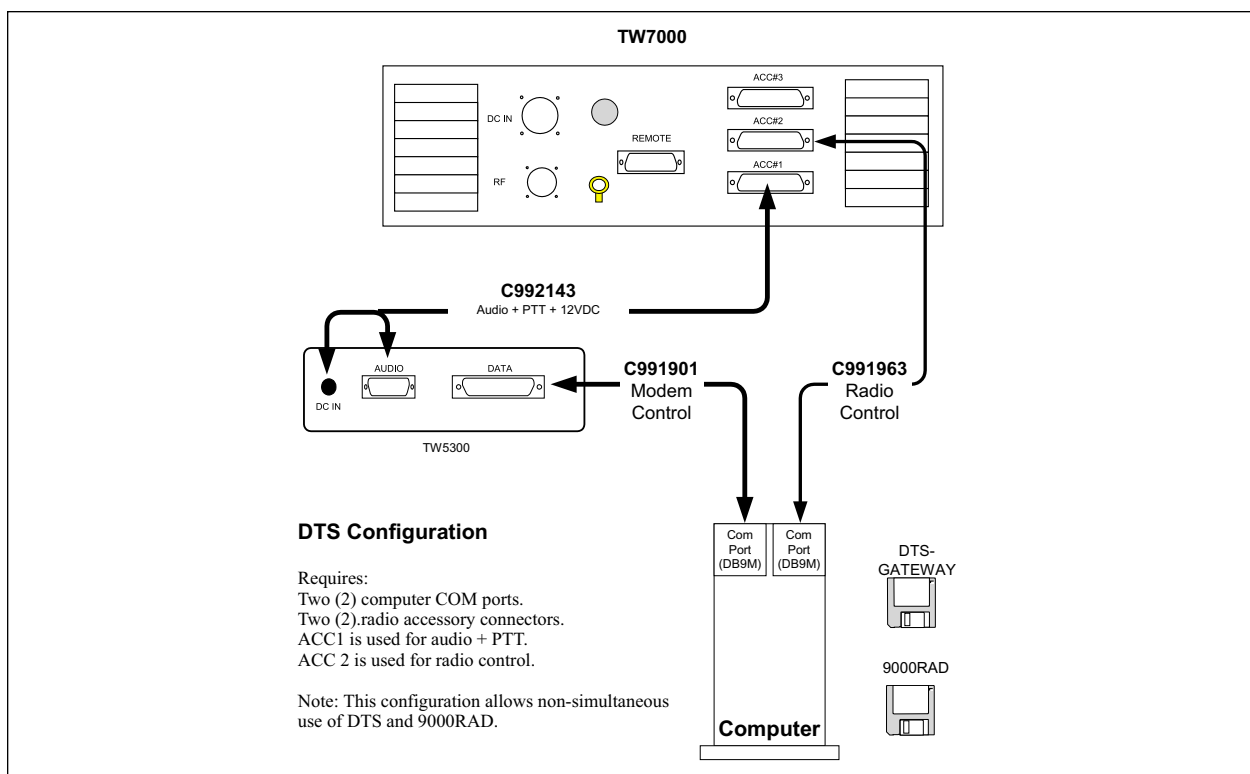 TW7000
ACC#3
DC IN
ACC#2
REMOTE
ACC#1
RF
C992143
Audio + PTT + 12VDC
AUDIO
DATA
DC IN
TW5300
C991901
Modem
Control
C991963
Radio
Control
DTS Configuration
Requires:
Two (2) computer COM ports.
Two (2).radio accessory connectors.
ACC1 is used for audio + PTT.
ACC 2 is used for radio control.
Note: This configuration allows non-simultaneous
use of DTS and 9000RAD.
Com
Port
(DB9M)
Com
Port
(DB9M)
Computer
DTS-
GATEWAY
9000RAD